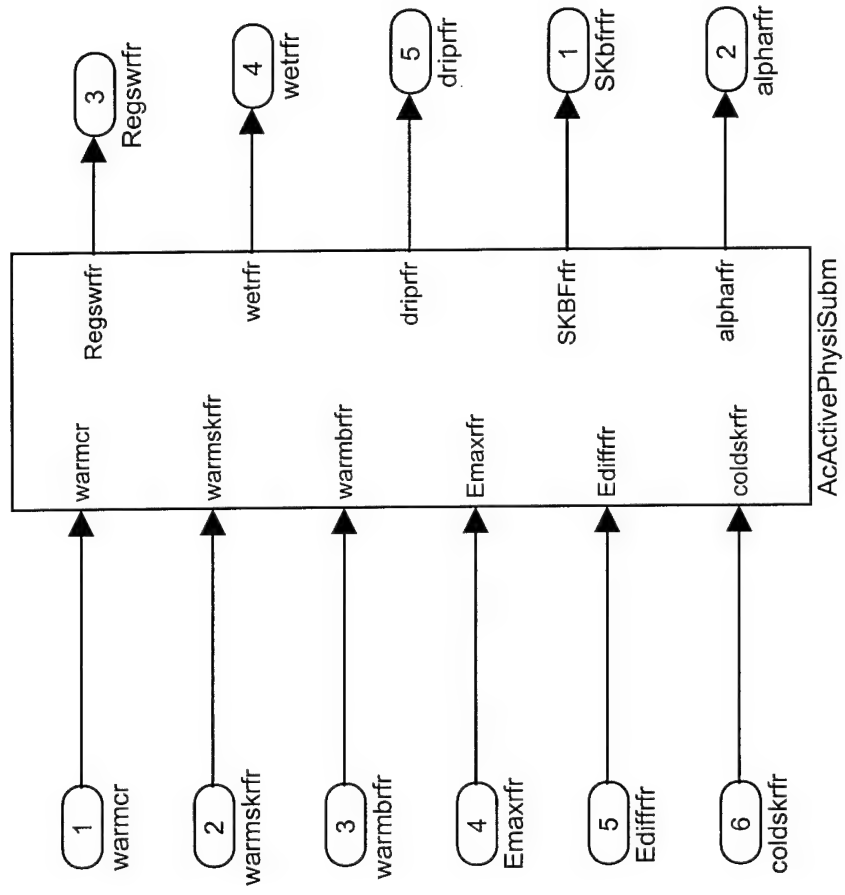 1
warmcr
2
warmskrfr
3
warmbrfr
4
Emaxrfr
5
Ediffrfr
6
coldskrfr
warmcr
warmskrfr
warmbrfr
Emaxrfr
Ediffrfr
coldskrfr
Regswrfr
wetrfr
driprfr
SKBFrfr
alpharfr
AcActivePhysiSubm
3
Regswrfr
4
wetrfr
5
driprfr
1
SKbfrfr
2
alpharfr